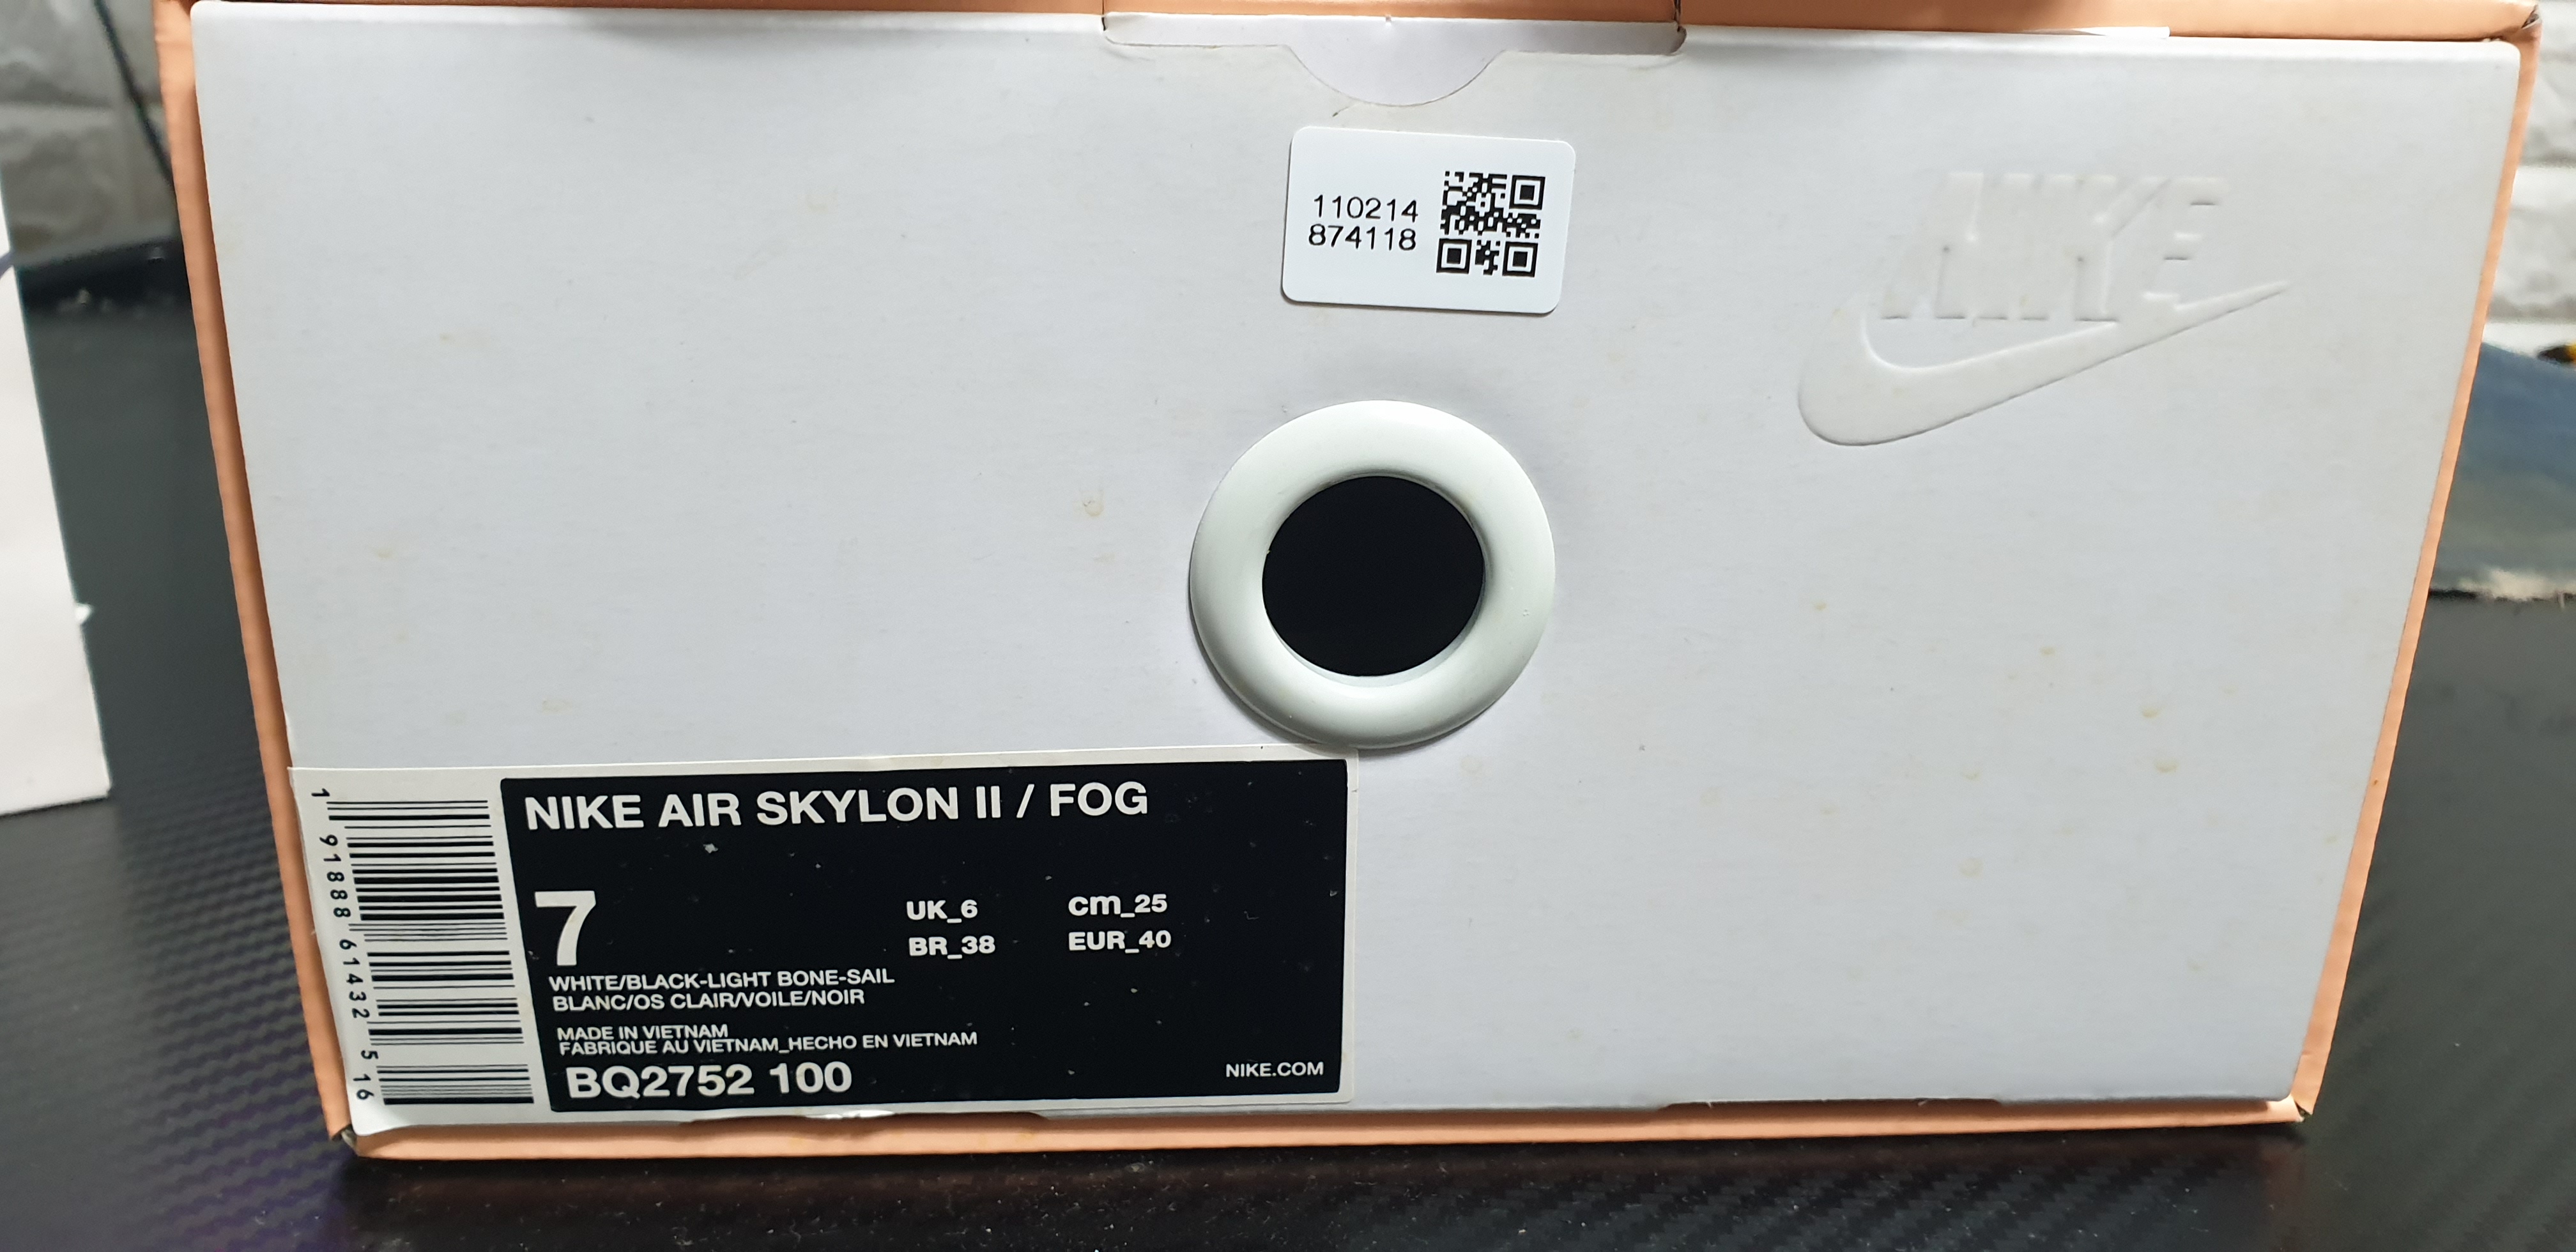 110214
874118
NIKE
NIKE AIR SKYLON II / FOG
7
UK_6 cm_25
BR_38 EUR_40
WHITE/BLACK-LIGHT BONE-SAIL
BLANC/OS CLAIR/VOILE/NOIR
MADE IN VIETNAM
FABRIQUE AU VIETNAM_HECHO EN VIETNAM
BQ2752 100
NIKE.COM
1 91888 61432 5 16